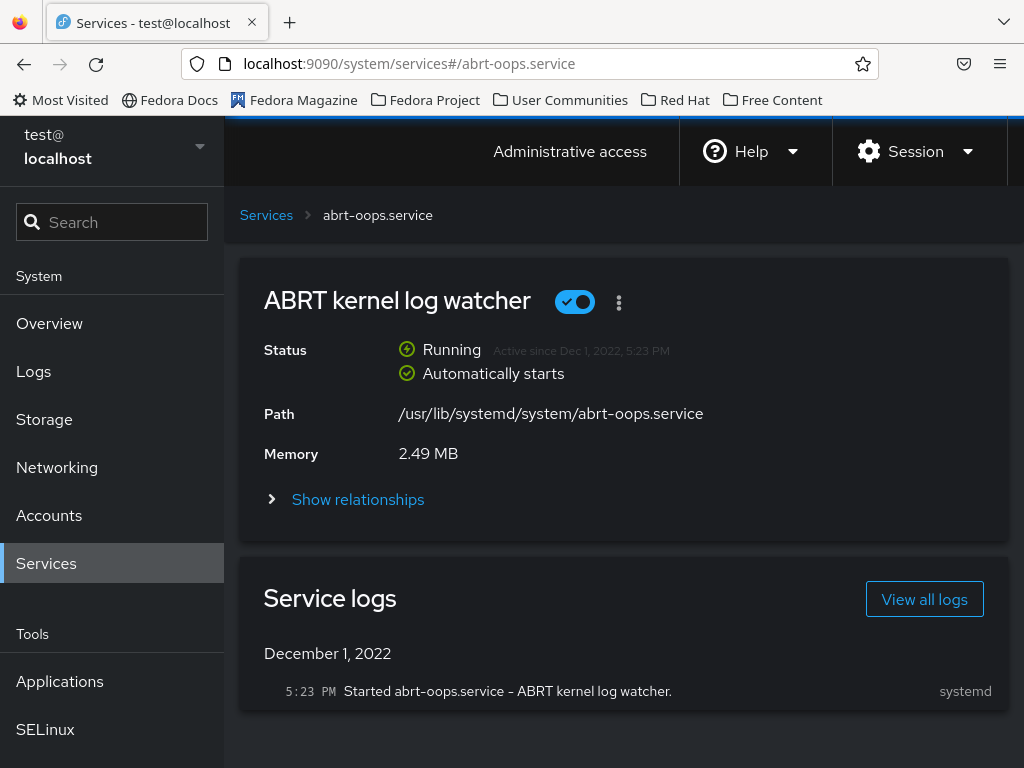 Services - test@localhost
localhost:9090/system/services#/abrt-oops.service
Most Visited Fedora Docs FM Fedora Magazine Fedora Project User Communities Red Hat Free Content
test@
localhost
Administrative access Help Session
Search
Services abrt-oops.service
System
Overview
Logs
Storage
Networking
Accounts
Services
Tools
Applications
SELinux
ABRT kernel log watcher
Status Running Active since Dec 1, 2022, 5:23 PM
Automatically starts
Path /usr/lib/systemd/system/abrt-oops.service
Memory 2.49 MB
Show relationships
Service logs View all logs
December 1, 2022
5:23 PM Started abrt-oops.service - ABRT kernel log watcher. systemd